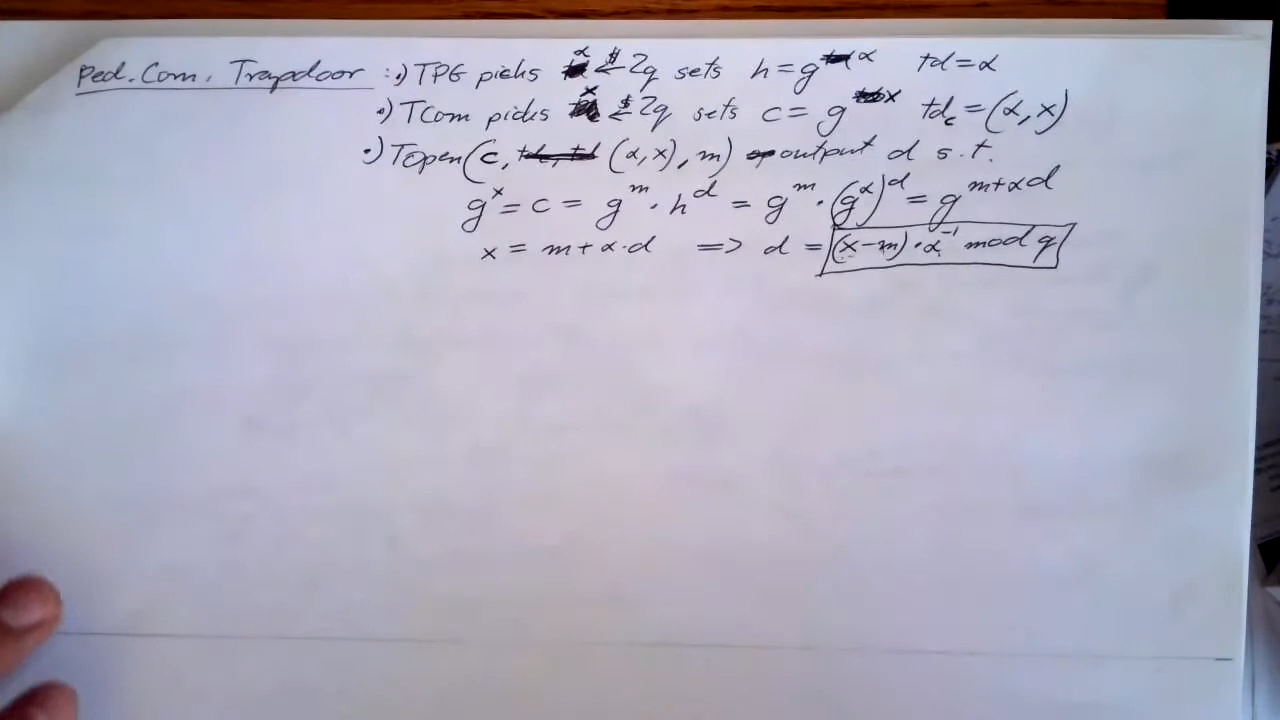 Ped. Com. Trapdoor :•) TPG picks α ←$ Zq sets h = g^α td = α
•) TCom picks x ←$ Zq sets c = g^x td_c = (α, x)
•) Topen(c, (α, x), m) output d s.t.
g^x = c = g^m · h^d = g^m · (g^α)^d = g^{m+αd}
x = m + α·d => d = (x-m)·α^{-1} mod q